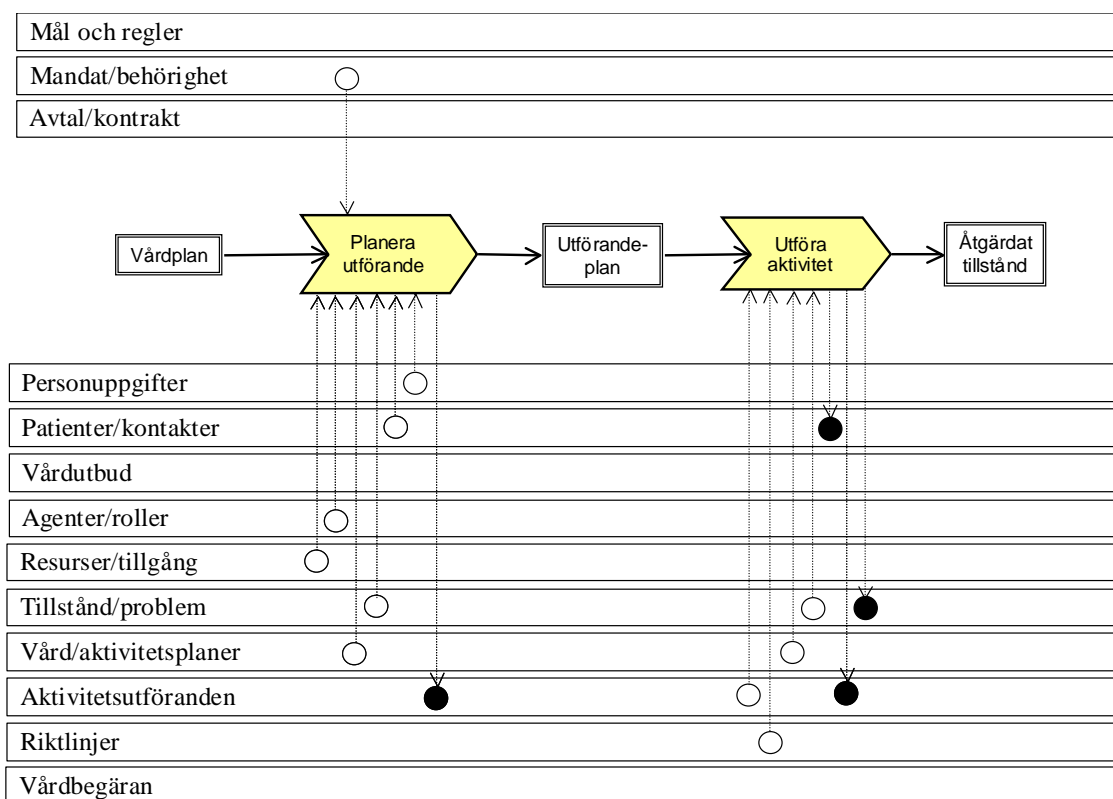 Mål och regler
Mandat/behörighet
Avtal/kontrakt
Vårdplan
Planera
utförande
Utförande-
plan
Utföra
aktivitet
Åtgärdat
tillstånd
Personuppgifter
Patienter/kontakter
Vårdutbud
Agenter/roller
Resurser/tillgång
Tillstånd/problem
Vård/aktivitetsplaner
Aktivitetsutföranden
Riktlinjer
Vårdbegäran